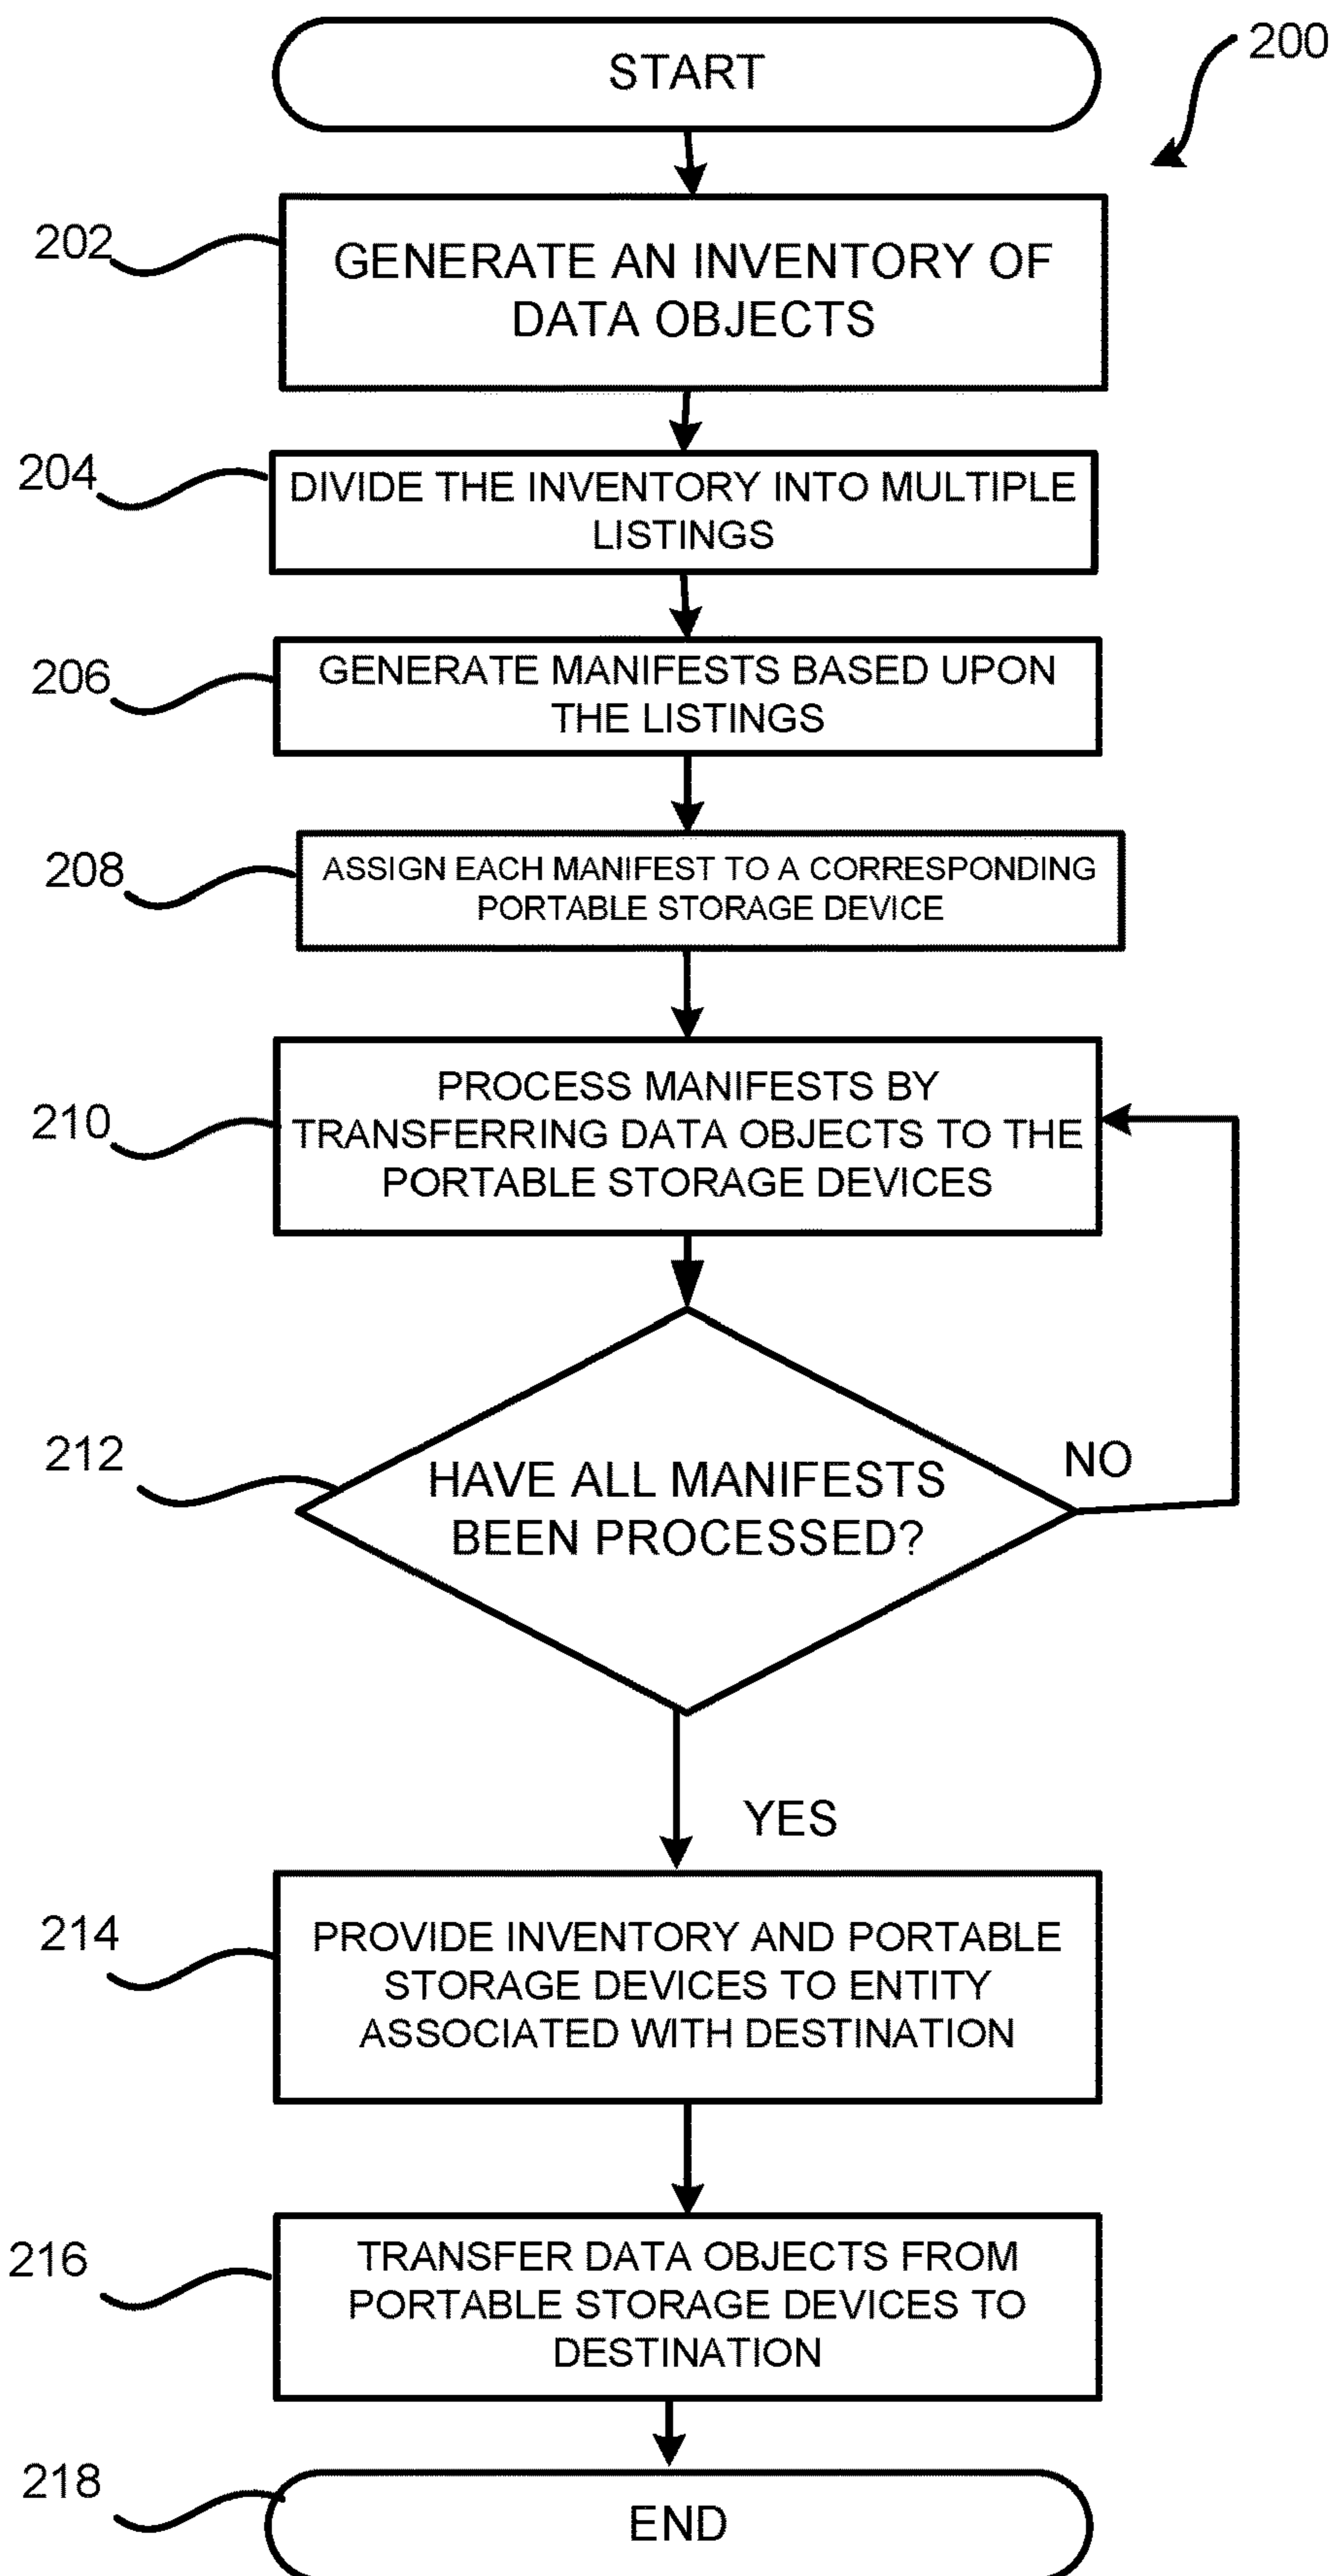 START
200
202
GENERATE AN INVENTORY OF
DATA OBJECTS
204
DIVIDE THE INVENTORY INTO MULTIPLE
LISTINGS
206
GENERATE MANIFESTS BASED UPON
THE LISTINGS
208
ASSIGN EACH MANIFEST TO A CORRESPONDING
PORTABLE STORAGE DEVICE
210
PROCESS MANIFESTS BY
TRANSFERRING DATA OBJECTS TO THE
PORTABLE STORAGE DEVICES
212
HAVE ALL MANIFESTS
BEEN PROCESSED?
NO
YES
214
PROVIDE INVENTORY AND PORTABLE
STORAGE DEVICES TO ENTITY
ASSOCIATED WITH DESTINATION
216
TRANSFER DATA OBJECTS FROM
PORTABLE STORAGE DEVICES TO
DESTINATION
218
END